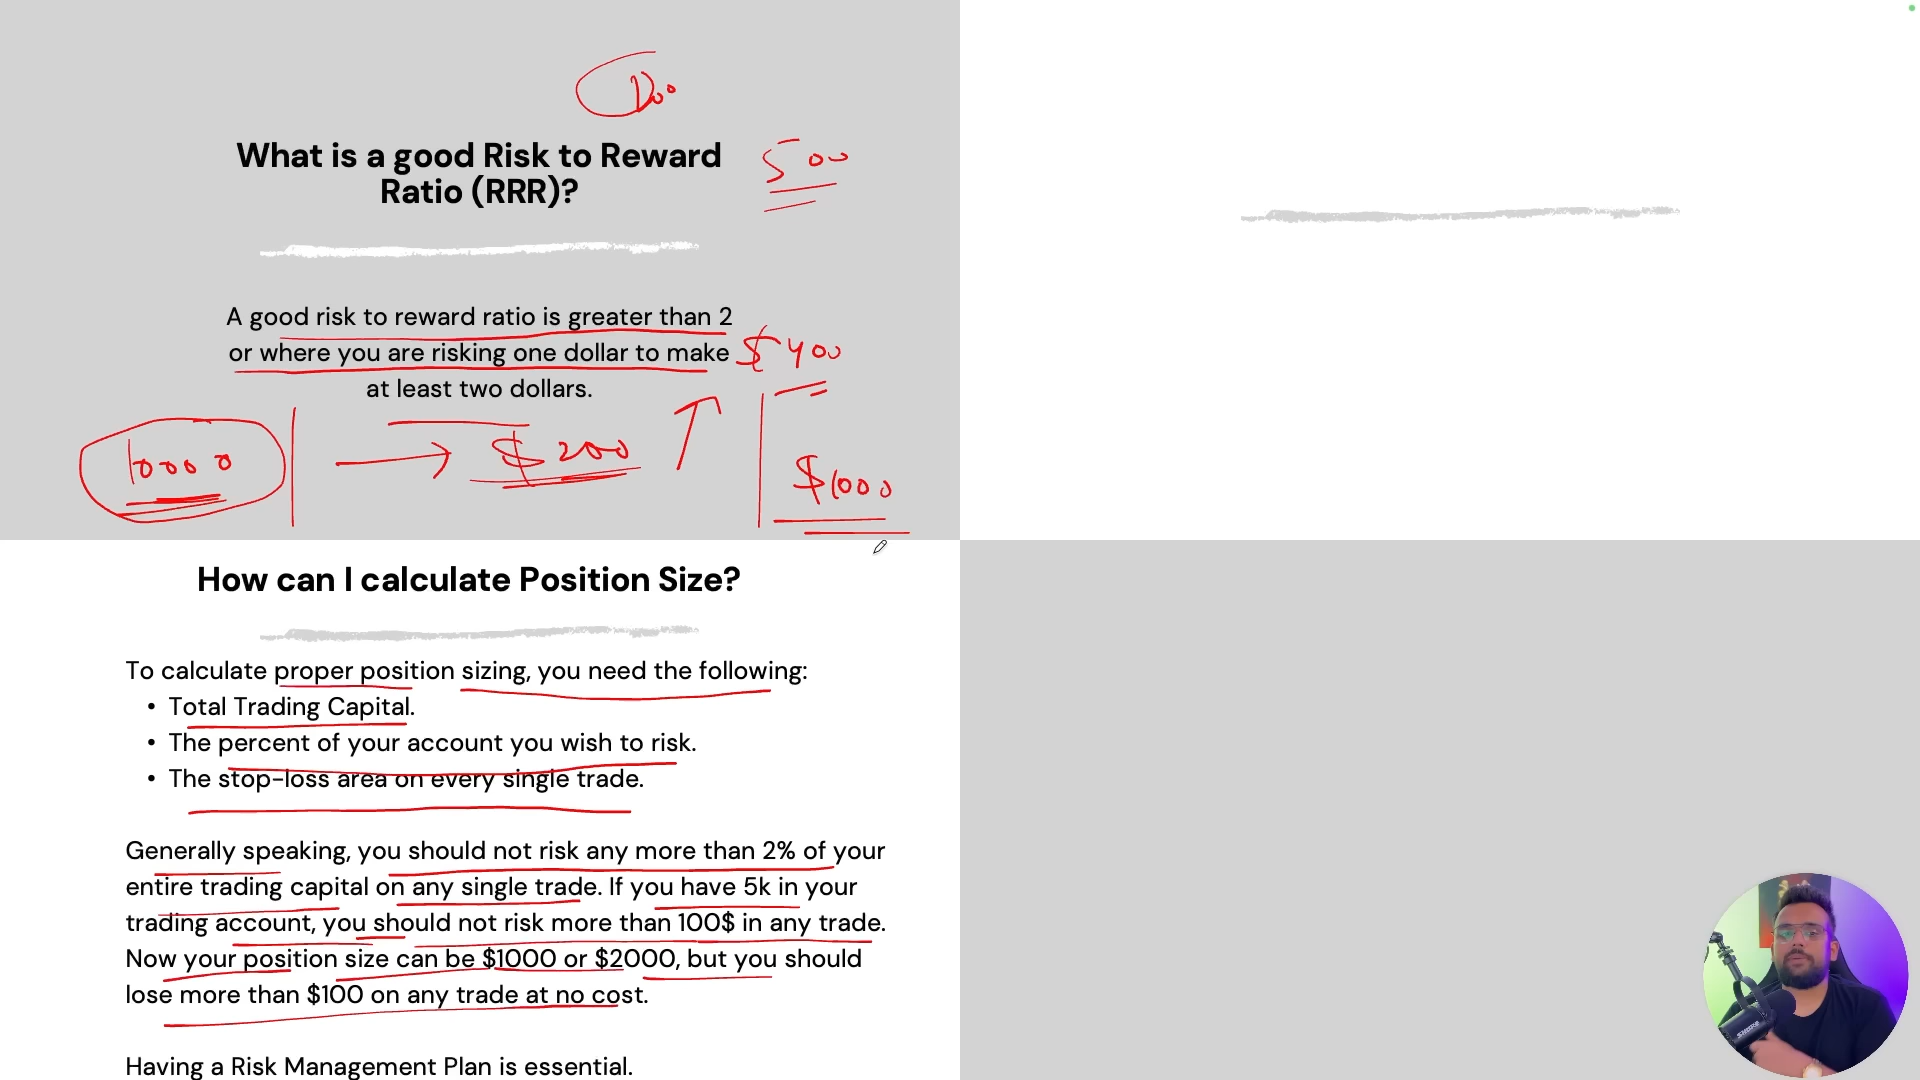 What is a good Risk to Reward
Ratio (RRR)?
500
A good risk to reward ratio is greater than 2
or where you are risking one dollar to make
$400
at least two dollars.
10000
$200
$1000
How can I calculate Position Size?
To calculate proper position sizing, you need the following:
• Total Trading Capital.
• The percent of your account you wish to risk.
• The stop-loss area on every single trade.
Generally speaking, you should not risk any more than 2% of your
entire trading capital on any single trade. If you have 5k in your
trading account, you should not risk more than 100$ in any trade.
Now your position size can be $1000 or $2000, but you should
lose more than $100 on any trade at no cost.
Having a Risk Management Plan is essential.